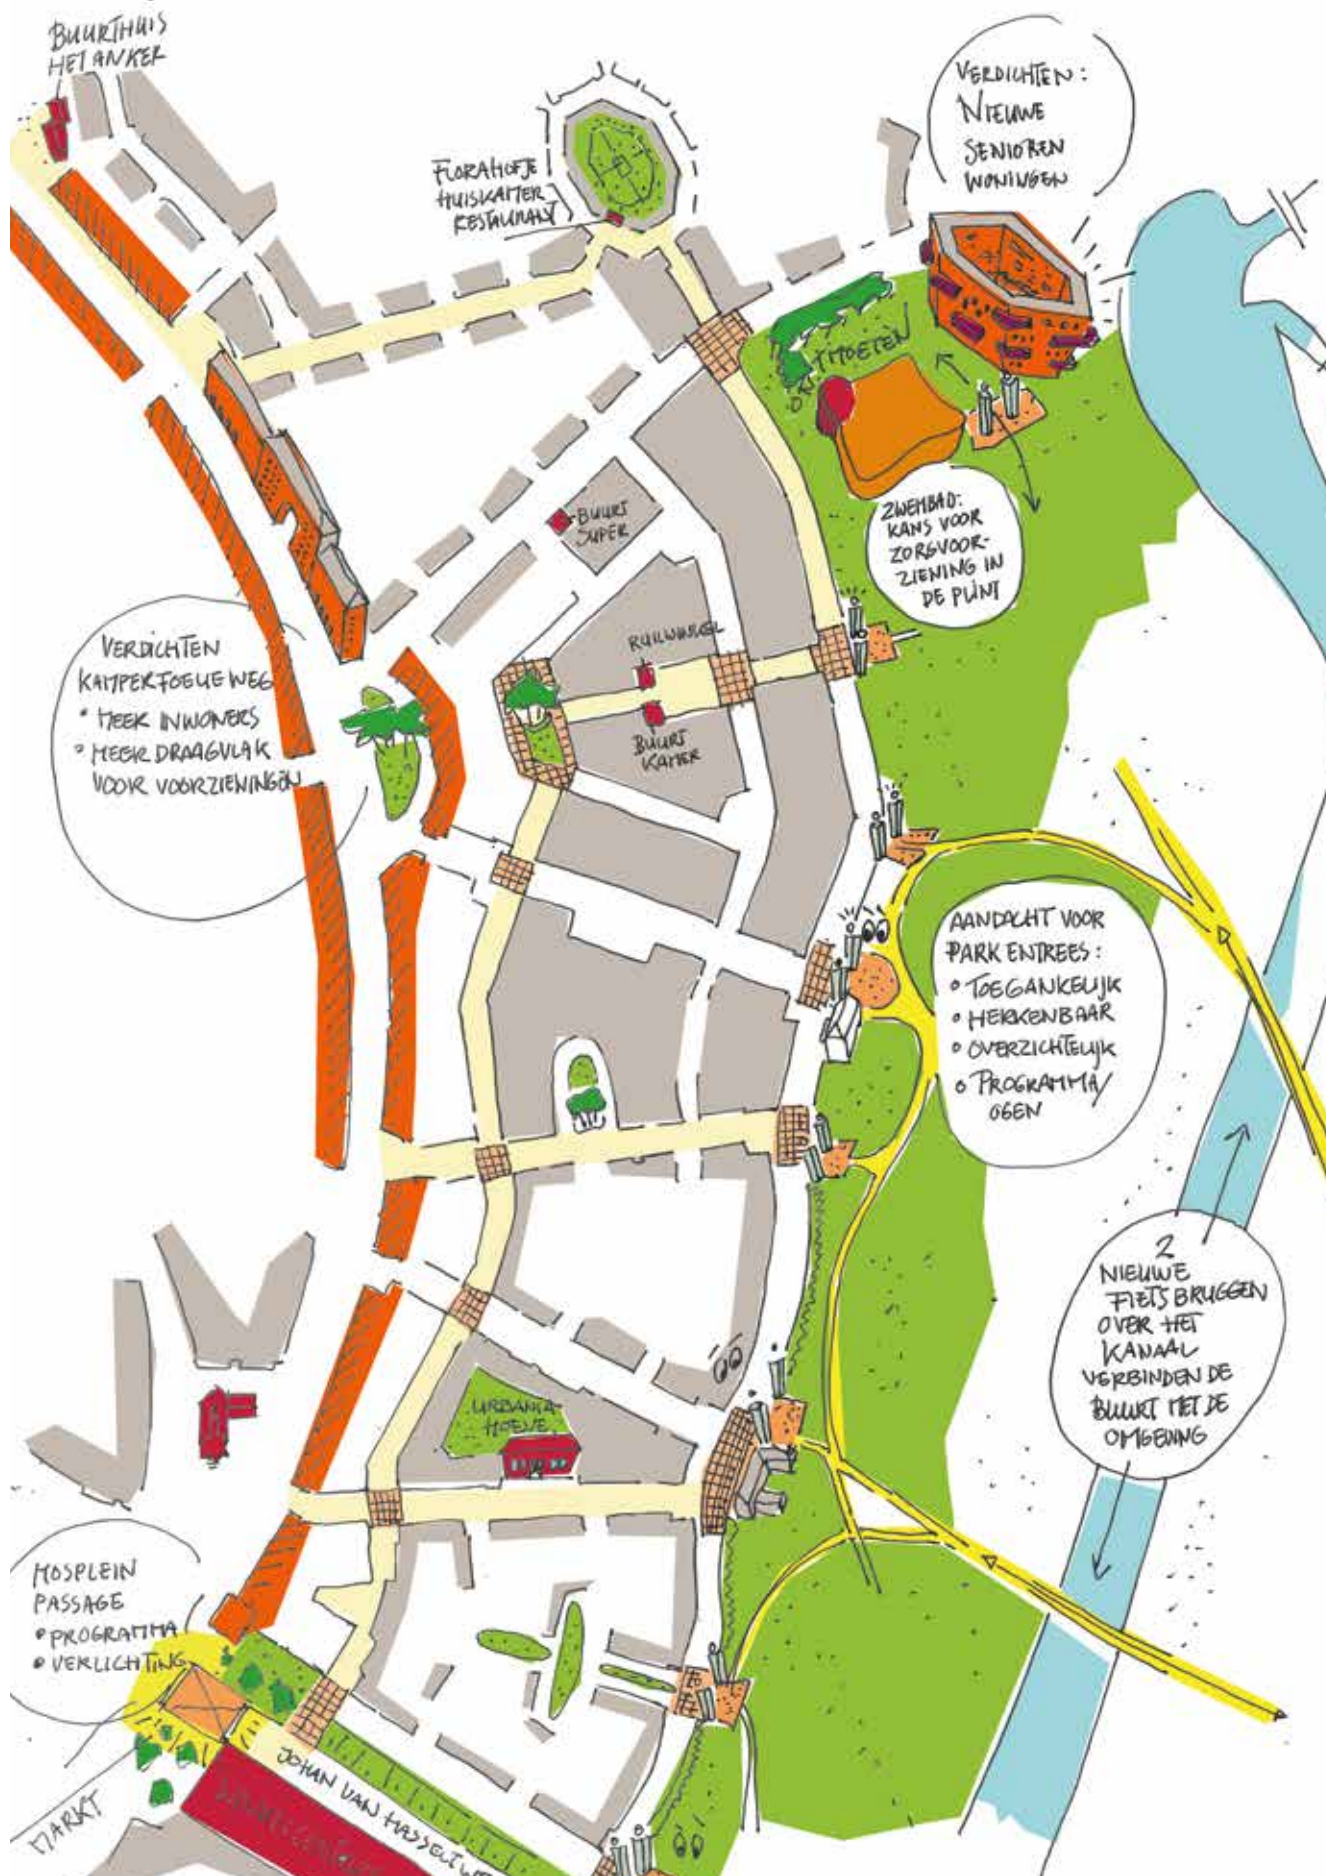 BUURTHUIS
HET ANKER
FLORAHOFJE
HUISKAMER
RESTAURANT
VERDICHTEN:
NIEUWE
SENIOREN
WONINGEN
ONTMOETEN
ZWEMBAD:
KANS VOOR
ZORGVOOR-
ZIENING IN
DE PLINT
BUURT
SUPER
RUILWINKEL
BUURT
KAMER
VERDICHTEN
KAMPERFOELIEWEG
• MEER INWONERS
• MEER DRAAGVLAK
VOOR VOORZIENINGEN
AANDACHT VOOR
PARK ENTREES:
• TOEGANKELIJK
• HERKENBAAR
• OVERZICHTELIJK
• PROGRAMMA/
OGEN
2
NIEUWE
FIETSBRUGGEN
OVER HET
KANAAL
VERBINDEN DE
BUURT MET DE
OMGEVING
URBANIA-
HOEVE
MOSPLEIN
PASSAGE
• PROGRAMMA
• VERLICHTING
MARKT
JOHAN VAN HASSELT WE